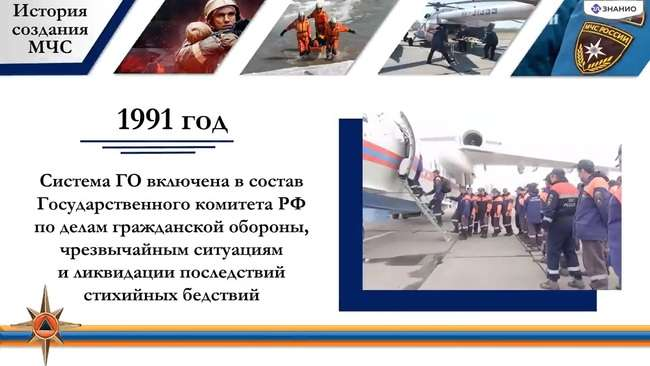 История
создания
МЧС
ЗНАНИО
МЧС РОССИИ
1991 год
Система ГО включена в состав
Государственного комитета РФ
по делам гражданской обороны,
чрезвычайным ситуациям
и ликвидации последствий
стихийных бедствий